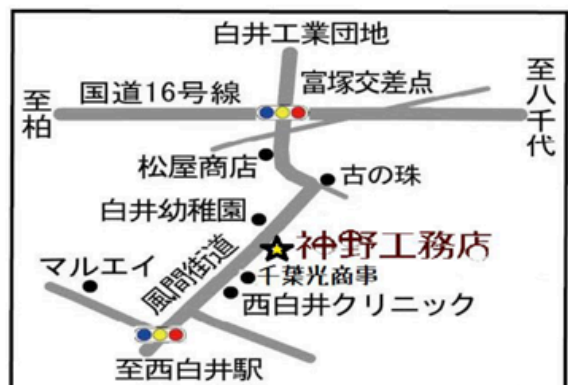 白井工業団地
国道16号線
富塚交差点
至柏
至八千代
松屋商店
古の珠
白井幼稚園
神野工務店
風間街道
千葉光商事
マルエイ
西白井クリニック
至西白井駅